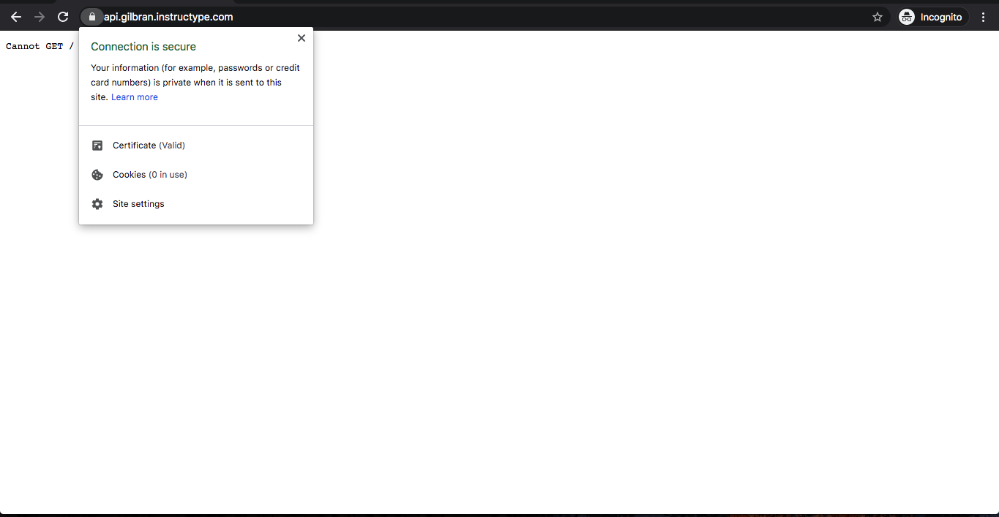 api.gilbran.instructype.com
Incognito
Cannot GET /
Connection is secure
Your information (for example, passwords or credit
card numbers) is private when it is sent to this
site. Learn more
Certificate (Valid)
Cookies (0 in use)
Site settings